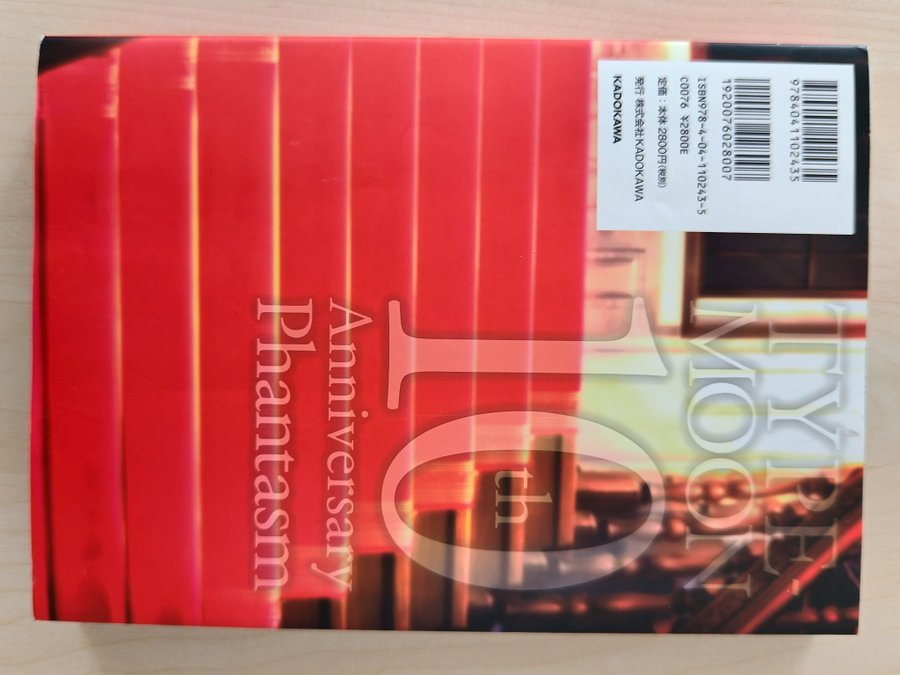 9784041102435
1920076028007
ISBN978-4-04-110243-5
C0076 ¥2800E
定価：本体2800円(税別)
発行 株式会社KADOKAWA
KADOKAWA
TYPE-
MOON
10th
Anniversary
Phantasm